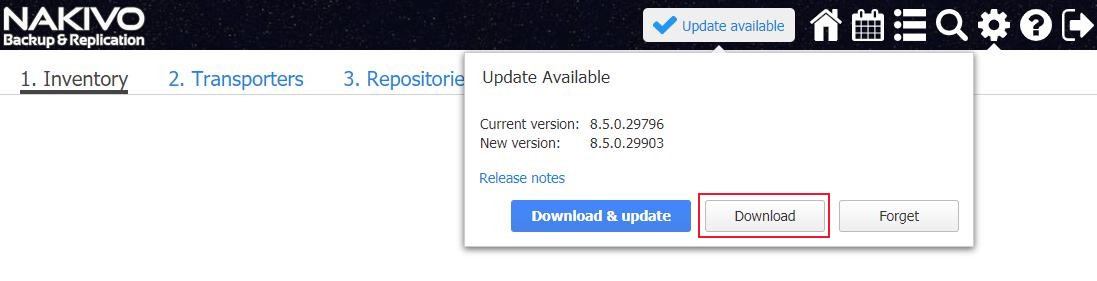 NAKIVO
Backup & Replication
Update available
1. Inventory 2. Transporters 3. Repositorie
Update Available
Current version: 8.5.0.29796
New version: 8.5.0.29903
Release notes
Download & update Download Forget